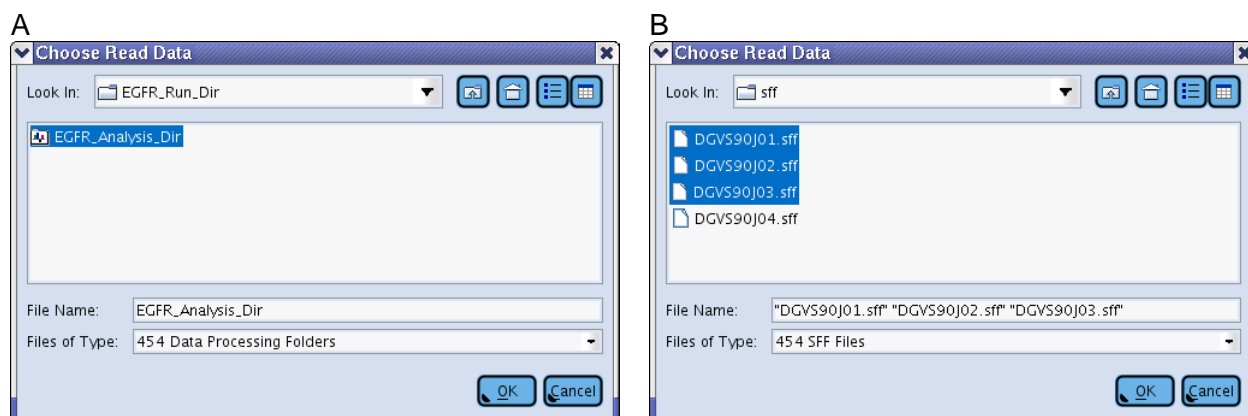 A
Choose Read Data
Look In: EGFR_Run_Dir
EGFR_Analysis_Dir
File Name: EGFR_Analysis_Dir
Files of Type: 454 Data Processing Folders
OK Cancel
B
Choose Read Data
Look In: sff
DGVS90J01.sff
DGVS90J02.sff
DGVS90J03.sff
DGVS90J04.sff
File Name: "DGVS90J01.sff" "DGVS90J02.sff" "DGVS90J03.sff"
Files of Type: 454 SFF Files
OK Cancel